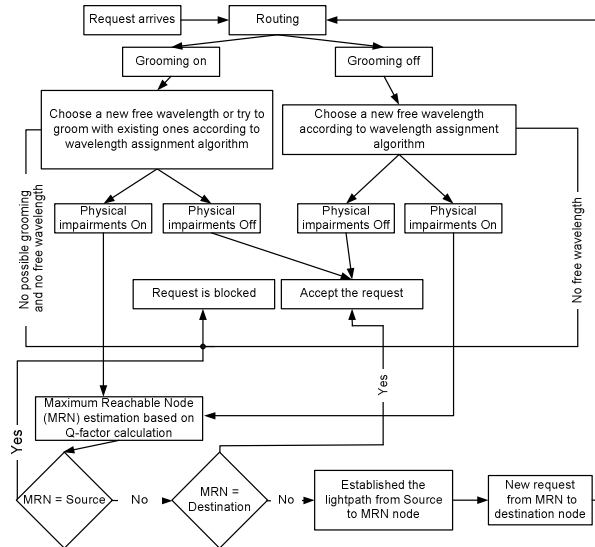 Request arrives
Routing
Grooming on
Grooming off
Choose a new free wavelength or try to
groom with existing ones according to
wavelength assignment algorithm
Choose a new free wavelength
according to wavelength assignment
algorithm
No possible grooming
and no free wavelength
Physical
impairments On
Physical
impairments Off
Physical
impairments Off
Physical
impairments On
No free wavelength
Request is blocked
Accept the request
Yes
Maximum Reachable Node
(MRN) estimation based on
Q-factor calculation
Yes
MRN = Source
No
MRN =
Destination
No
Established the
lightpath from Source
to MRN node
New request
from MRN to
destination node